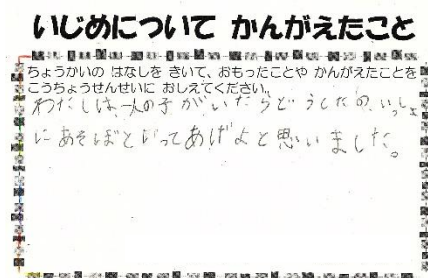 いじめについて かんがえたこと
ちょうかいの はなしを きいて、おもったことや かんがえたことを
こうちょうせんせいに おしえてください。
わたしは、一人の子がいたらどうしたの、いっしょ
にあそぼといってあげよと思いました。